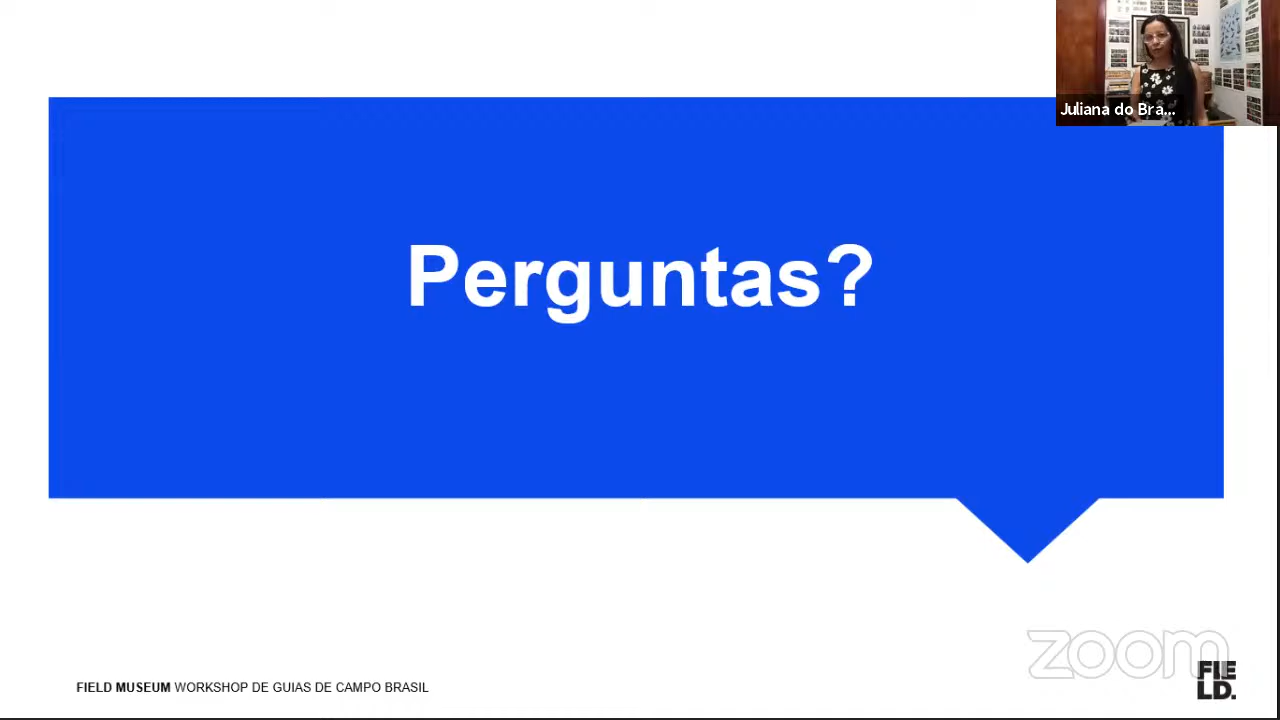 Juliana do Bra...
Perguntas?
zoom
FIELD MUSEUM WORKSHOP DE GUIAS DE CAMPO BRASIL
FIE
LD.